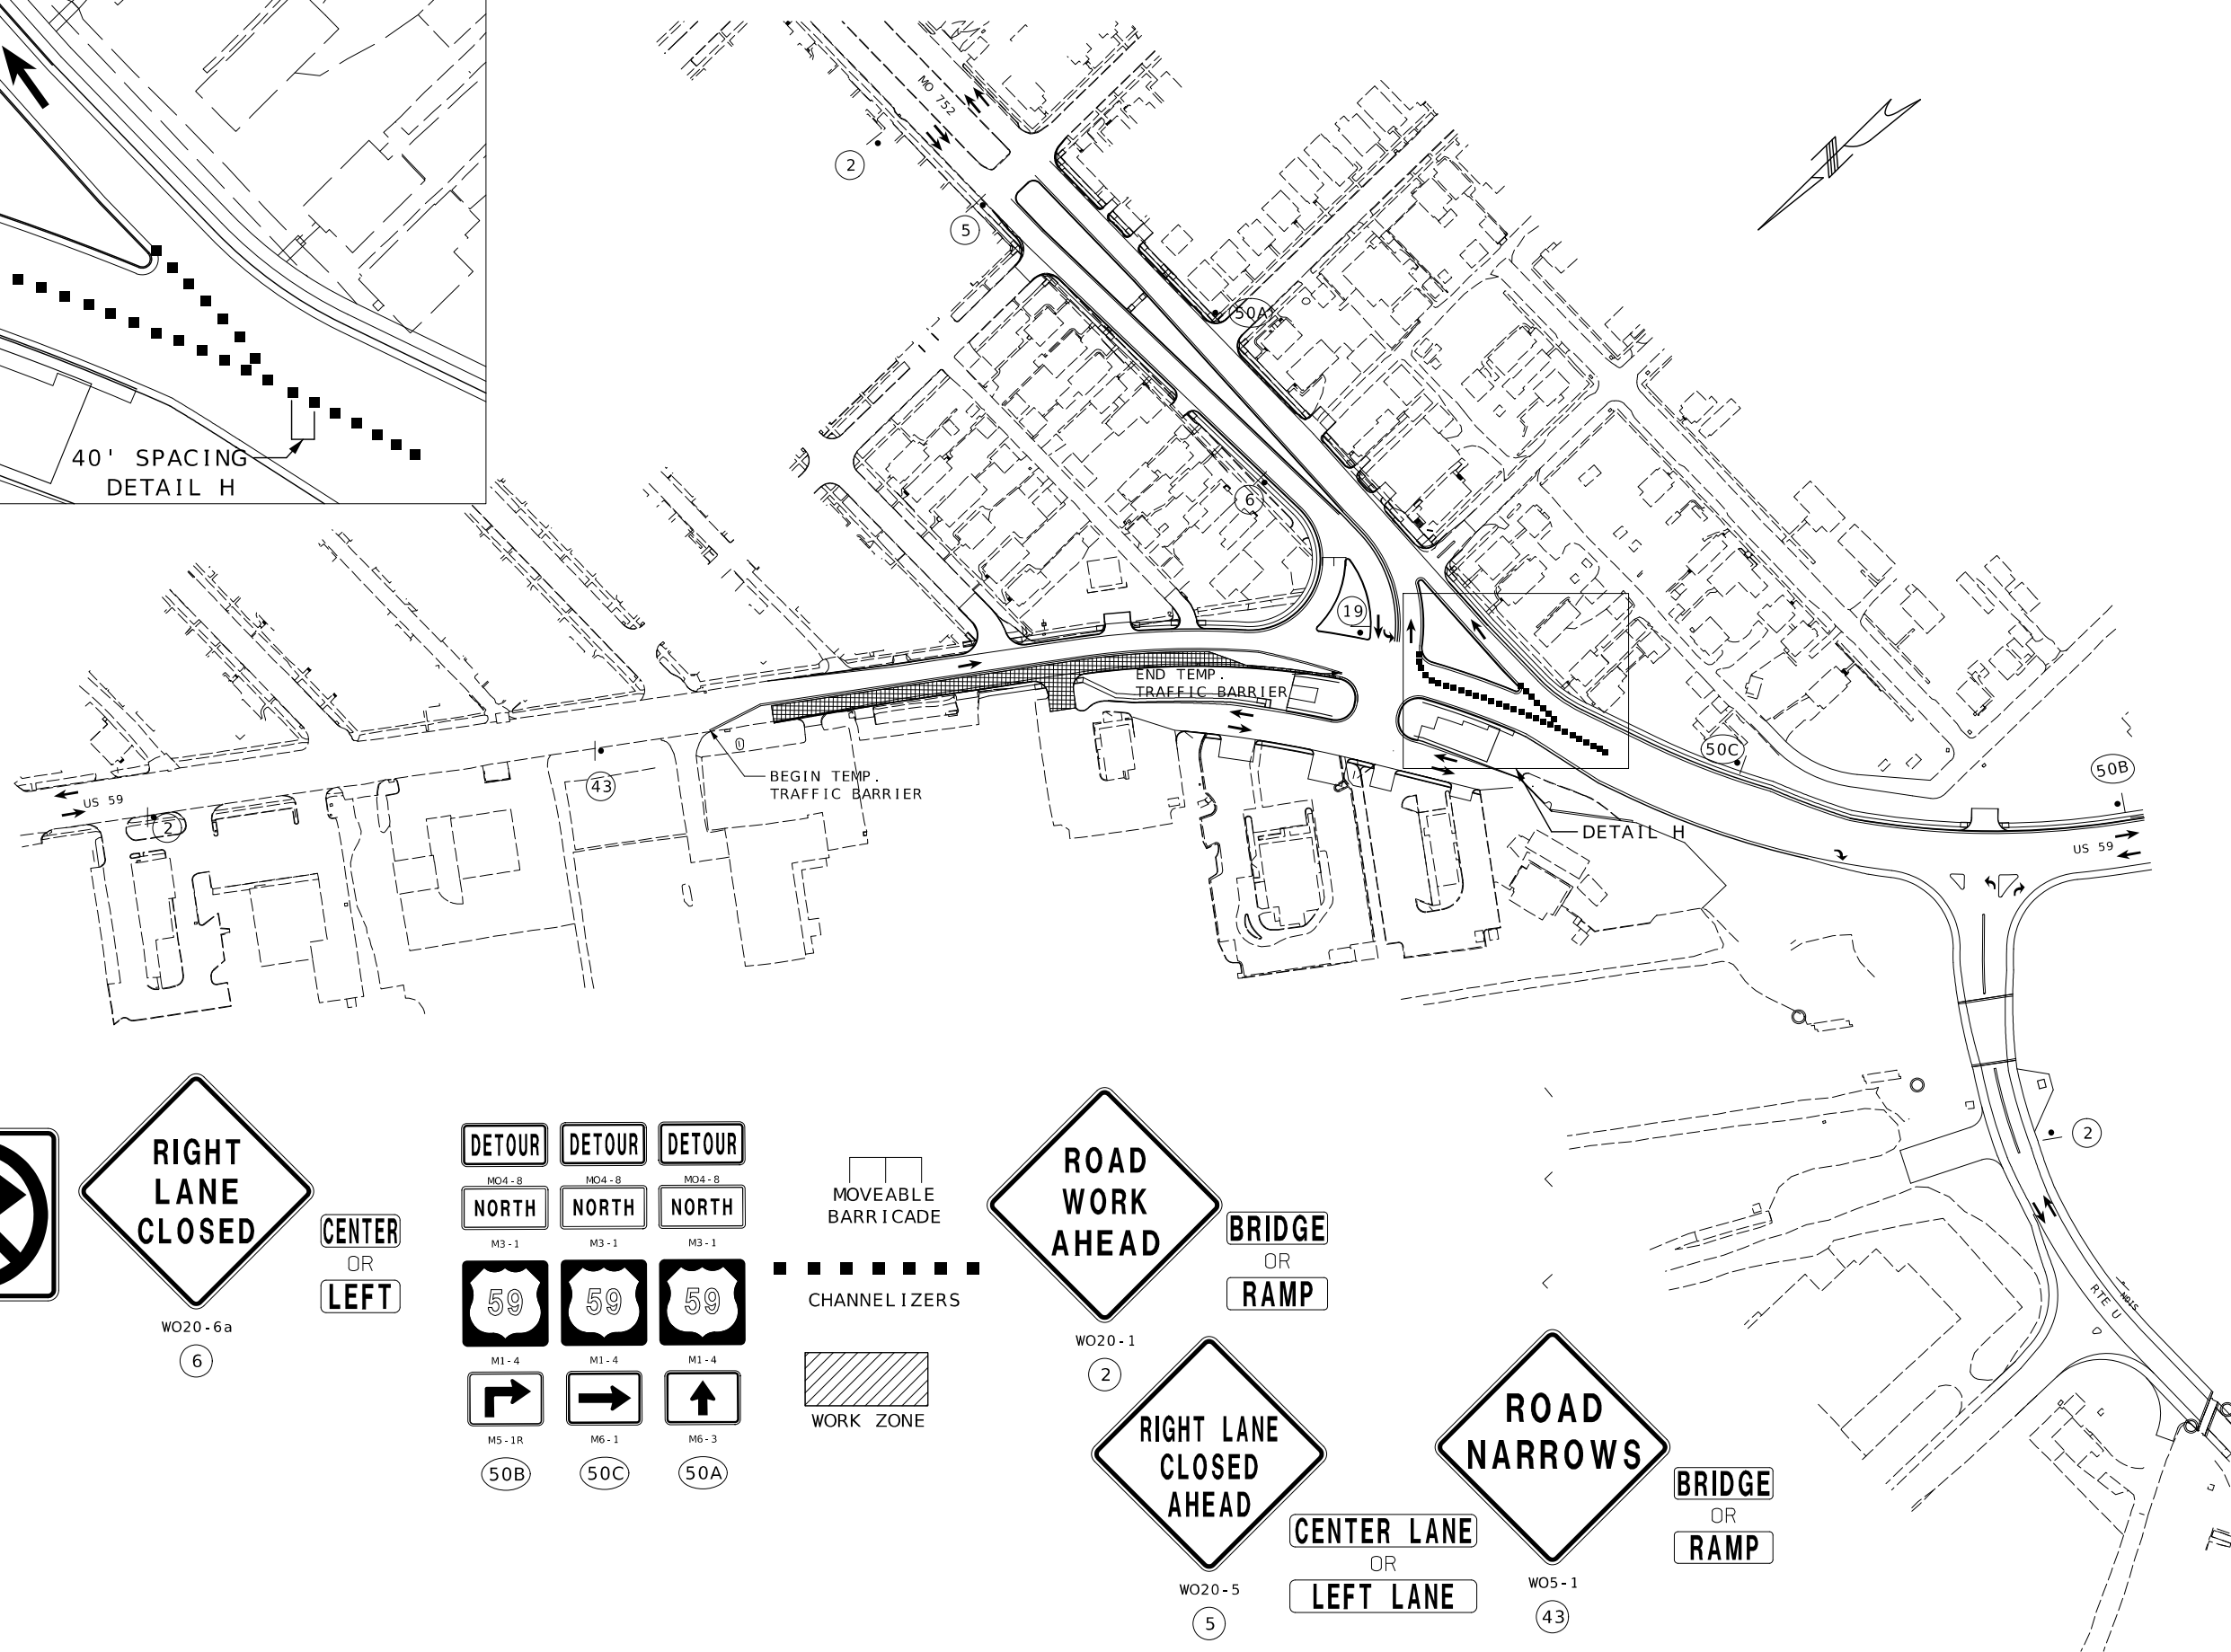 40' SPACING
DETAIL H
MO 752
2
5
50A
6
19
END TEMP.
TRAFFIC BARRIER
50C
50B
BEGIN TEMP.
TRAFFIC BARRIER
43
US 59
2
DETAIL H
US 59
2
RTE U
RIGHT
LANE
CLOSED
CENTER
OR
LEFT
WO20-6a
6
DETOUR DETOUR DETOUR
MO4-8 MO4-8 MO4-8
NORTH NORTH NORTH
M3-1 M3-1 M3-1
59 59 59
M1-4 M1-4 M1-4
M5-1R M6-1 M6-3
50B 50C 50A
MOVEABLE
BARRICADE
CHANNELIZERS
WORK ZONE
ROAD
WORK
AHEAD
BRIDGE
OR
RAMP
WO20-1
2
RIGHT LANE
CLOSED
AHEAD
CENTER LANE
OR
LEFT LANE
WO20-5
5
ROAD
NARROWS
BRIDGE
OR
RAMP
WO5-1
43